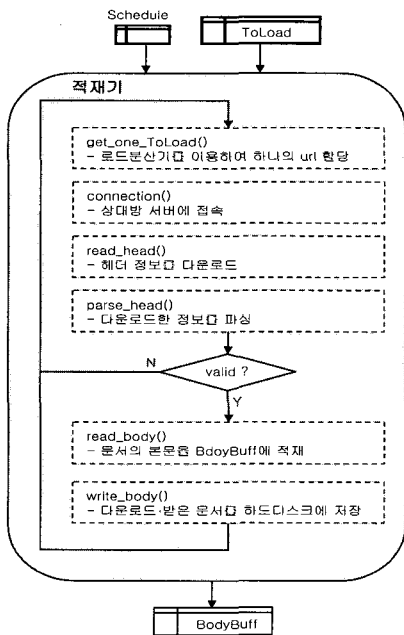 Schedule
ToLoad
적재기
get_one_ToLoad()
- 로드분산기를 이용하여 하나의 url 할당
connection()
- 상대방 서버에 접속
read_head()
- 헤더 정보를 다운로드
parse_head()
- 다운로드한 정보를 파싱
N
valid ?
Y
read_body()
- 문서의 본문을 BdoyBuff에 적재
write_body()
- 다운로드·받은 문서를 하드디스크에 저장
BodyBuff